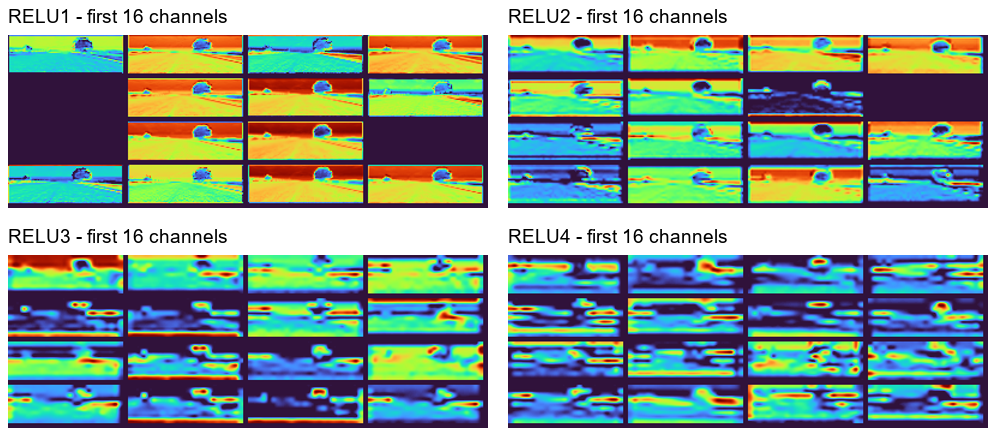 RELU1 - first 16 channels
RELU2 - first 16 channels
RELU3 - first 16 channels
RELU4 - first 16 channels